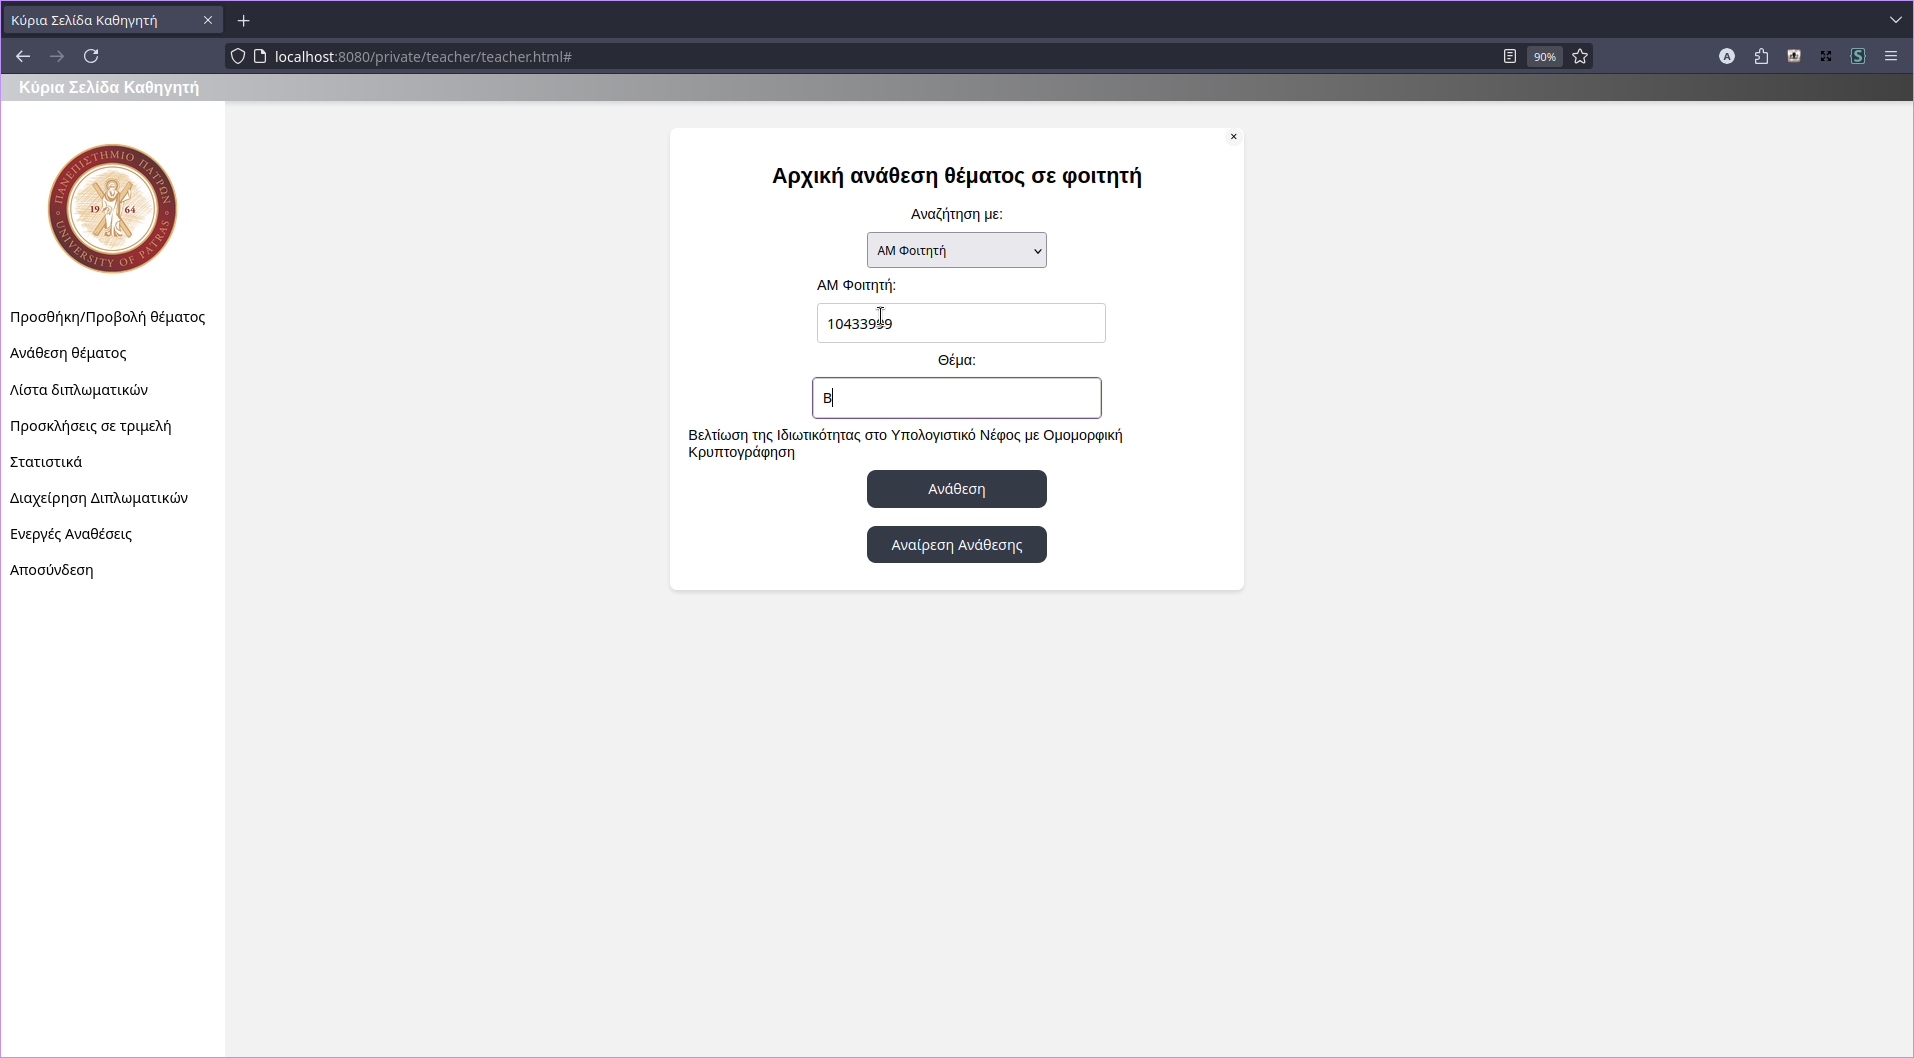 Κύρια Σελίδα Καθηγητή
localhost:8080/private/teacher/teacher.html#
90%
A
S
Κύρια Σελίδα Καθηγητή
ΠΑΝΕΠΙΣΤΗΜΙΟ ΠΑΤΡΩΝ
19 64
UNIVERSITY OF PATRAS
Προσθήκη/Προβολή θέματος
Ανάθεση θέματος
Λίστα διπλωματικών
Προσκλήσεις σε τριμελή
Στατιστικά
Διαχείρηση Διπλωματικών
Ενεργές Αναθέσεις
Αποσύνδεση
Αρχική ανάθεση θέματος σε φοιτητή
Αναζήτηση με:
ΑΜ Φοιτητή
ΑΜ Φοιτητή:
10433999
Θέμα:
Β
Βελτίωση της Ιδιωτικότητας στο Υπολογιστικό Νέφος με Ομομορφική
Κρυπτογράφηση
Ανάθεση
Αναίρεση Ανάθεσης